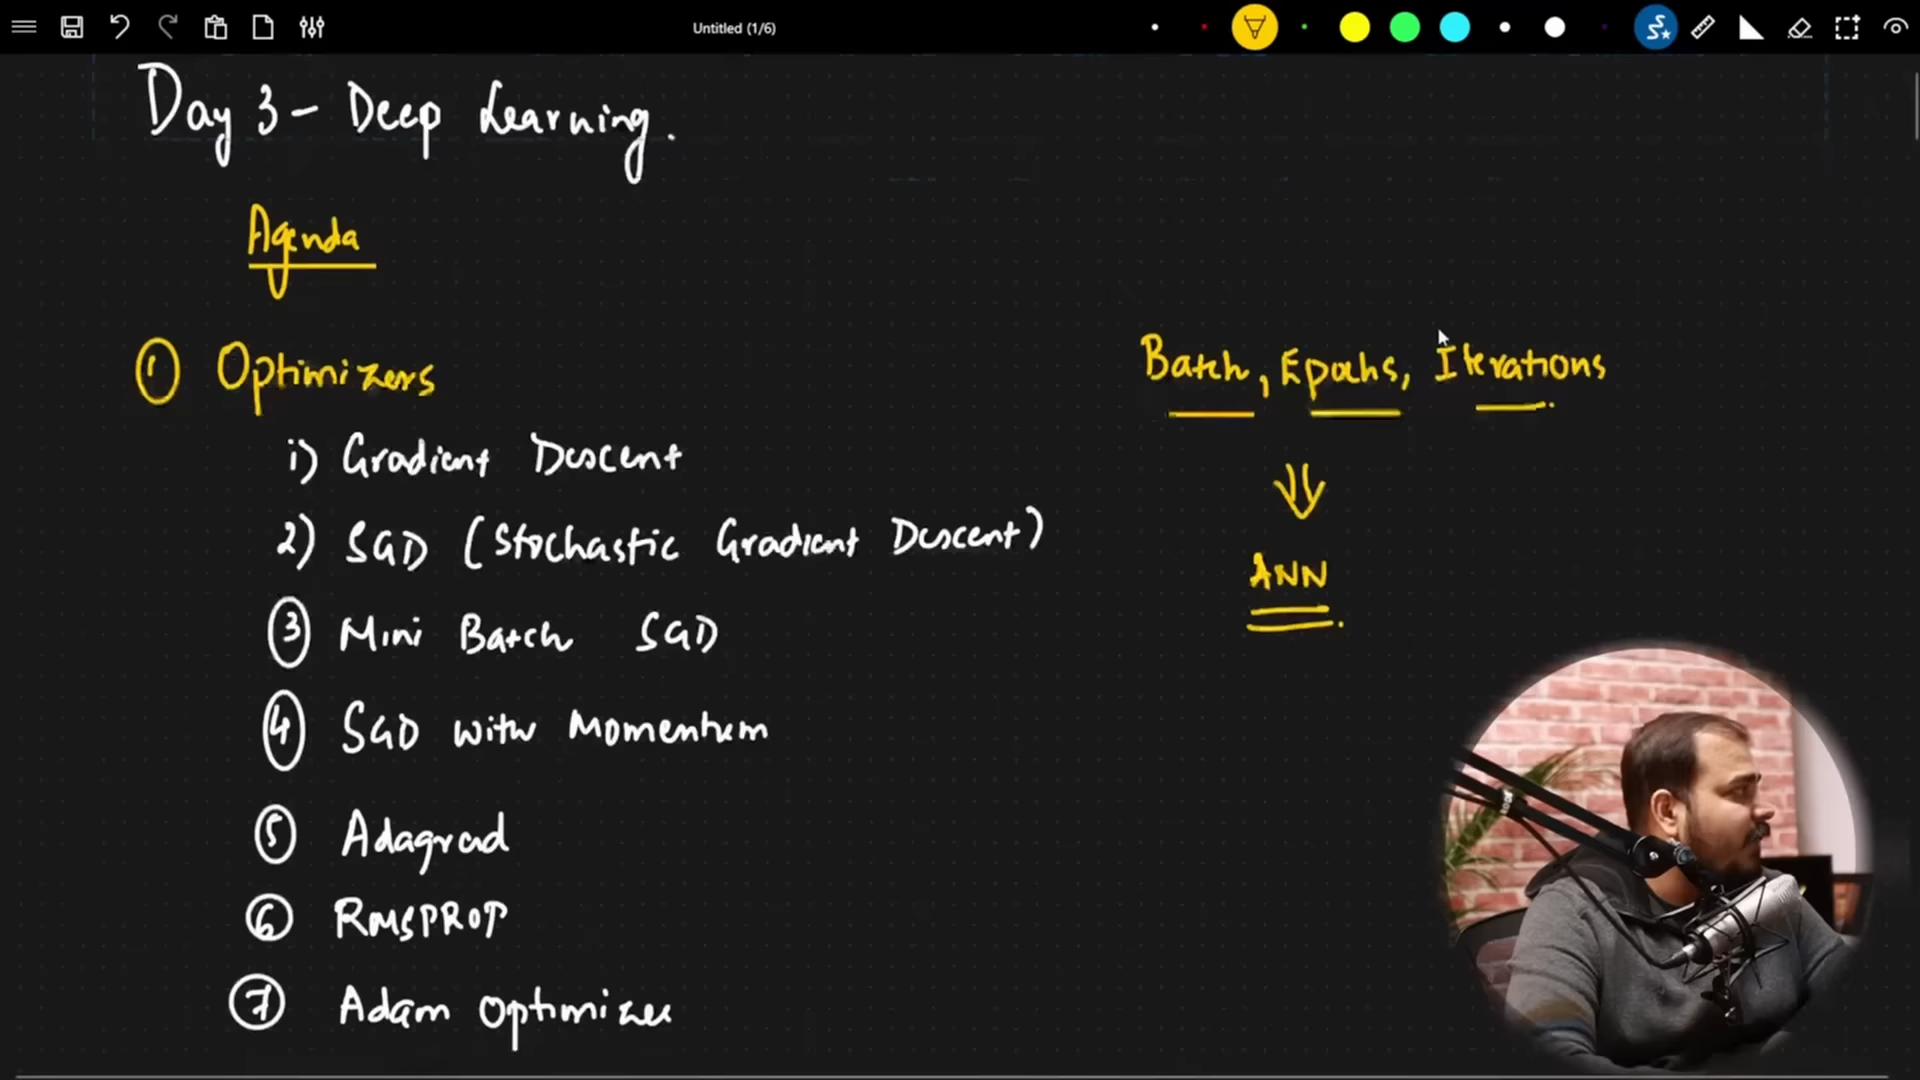 Untitled (1/6)
Day 3 - Deep Learning.
Agenda
① Optimizers
i) Gradient Descent
2) SGD (Stochastic Gradient Descent)
③ Mini Batch SGD
④ SGD with Momentum
⑤ Adagrad
⑥ RMSPROP
⑦ Adam Optimizer
Batch, Epochs, Iterations
ANN